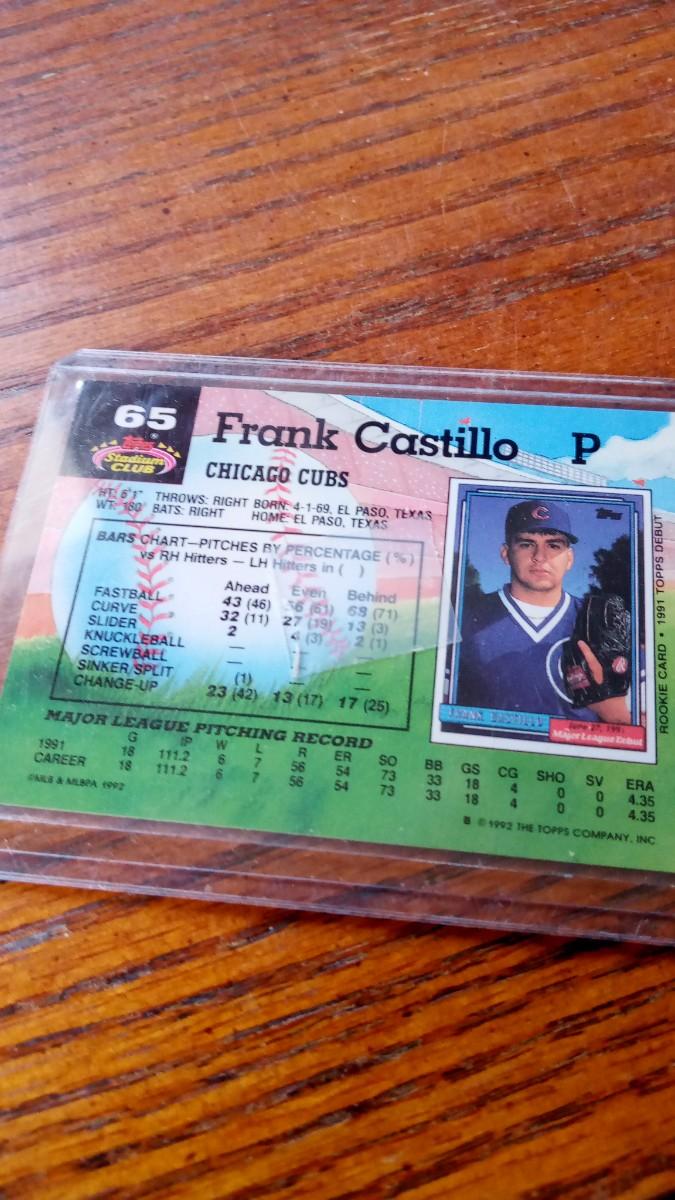 65
Topps
Stadium
CLUB
Frank Castillo P
CHICAGO CUBS
HT: 6'1" THROWS: RIGHT BORN: 4-1-69, EL PASO, TEXAS
WT: 180 BATS: RIGHT HOME: EL PASO, TEXAS
BARS CHART—PITCHES BY PERCENTAGE (%)
vs RH Hitters — LH Hitters in ( )
Ahead Even Behind
FASTBALL 43 (46) 56 (61) 68 (71)
CURVE 32 (11) 27 (19) 13 (3)
SLIDER 2 4 (3) 2 (1)
KNUCKLEBALL — — —
SCREWBALL — — —
SINKER/SPLIT (1) — —
CHANGE-UP 23 (42) 13 (17) 17 (25)
Topps
C
FRANK CASTILLO
June 27, 1991
Major League Debut
ROOKIE CARD • 1991 TOPPS DEBUT
MAJOR LEAGUE PITCHING RECORD
G IP W L R ER SO BB GS CG SHO SV ERA
1991 18 111.2 6 7 56 54 73 33 18 4 0 0 4.35
CAREER 18 111.2 6 7 56 54 73 33 18 4 0 0 4.35
©MLB & MLBPA 1992
B © 1992 THE TOPPS COMPANY, INC